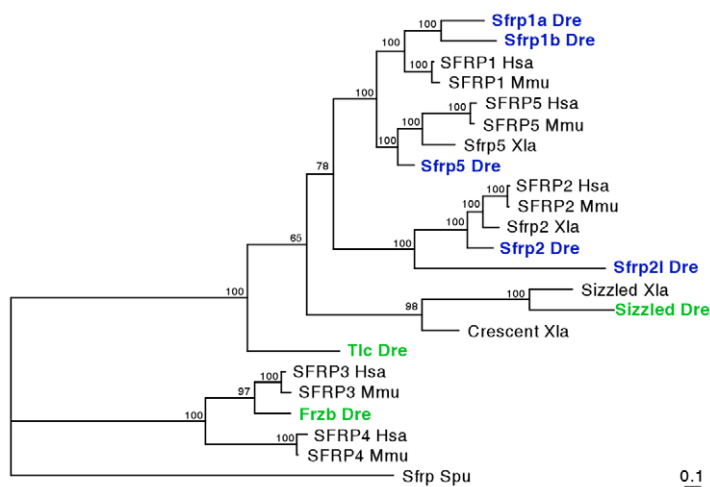 Sfrp1a Dre
100
Sfrp1b Dre
100
SFRP1 Hsa
100
SFRP1 Mmu
100
SFRP5 Hsa
100
SFRP5 Mmu
100
Sfrp5 Xla
100
Sfrp5 Dre
78
SFRP2 Hsa
100
SFRP2 Mmu
100
Sfrp2 Xla
100
Sfrp2 Dre
100
Sfrp2l Dre
65
Sizzled Xla
100
Sizzled Dre
98
Crescent Xla
100
Tlc Dre
SFRP3 Hsa
100
SFRP3 Mmu
97
Frzb Dre
100
SFRP4 Hsa
100
SFRP4 Mmu
Sfrp Spu
0.1